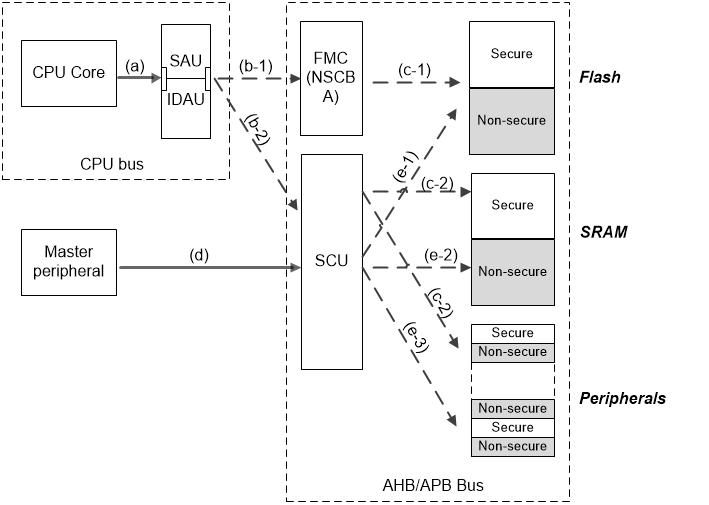 CPU Core
(a)
SAU
IDAU
CPU bus
(b-1)
(b-2)
FMC
(NSCB
A)
(c-1)
Secure
Non-secure
Flash
Master
peripheral
(d)
SCU
(e-1)
(c-2)
(e-2)
(c-2)
(e-3)
Secure
Non-secure
SRAM
Secure
Non-secure
Non-secure
Secure
Non-secure
Peripherals
AHB/APB Bus